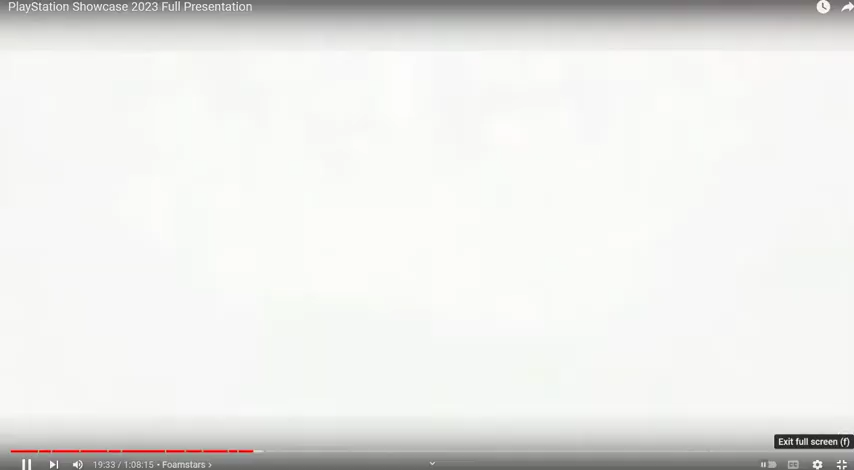 PlayStation Showcase 2023 Full Presentation
Exit full screen (f)
19:33 / 1:08:15 • Foamstars ›